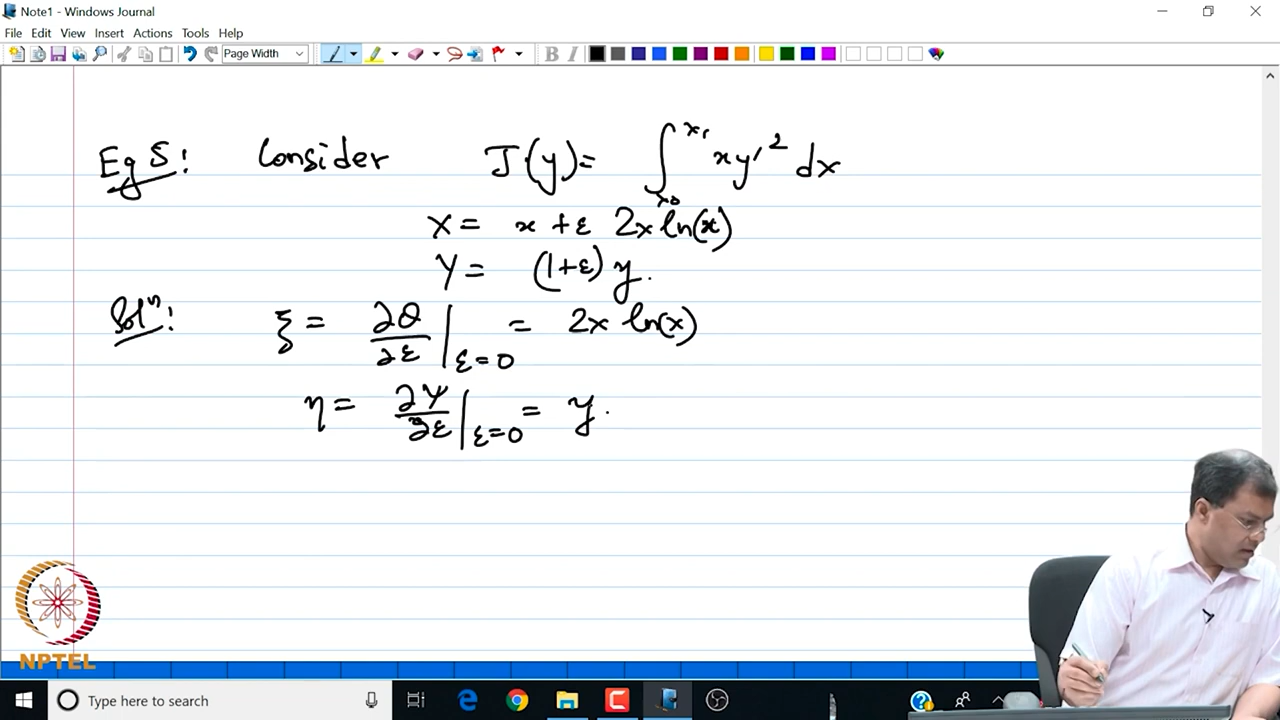 Note1 - Windows Journal
File Edit View Insert Actions Tools Help
Page Width
B I
Eg 5: Consider J(y) = ∫_{x0}^{x1} x y'^2 dx
X = x + ε 2x ln(x)
Y = (1+ε) y.
Sol^n: ξ = ∂θ/∂ε |_{ε=0} = 2x ln(x)
η = ∂Ψ/∂ε |_{ε=0} = y.
NPTEL
Type here to search